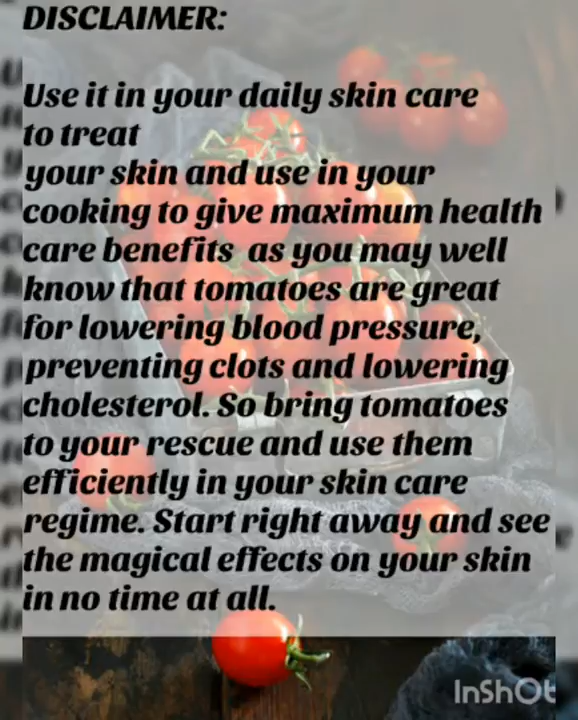 DISCLAIMER:
Use it in your daily skin care
to treat
your skin and use in your
cooking to give maximum health
care benefits as you may well
know that tomatoes are great
for lowering blood pressure,
preventing clots and lowering
cholesterol. So bring tomatoes
to your rescue and use them
efficiently in your skin care
regime. Start right away and see
the magical effects on your skin
in no time at all.
InShOt